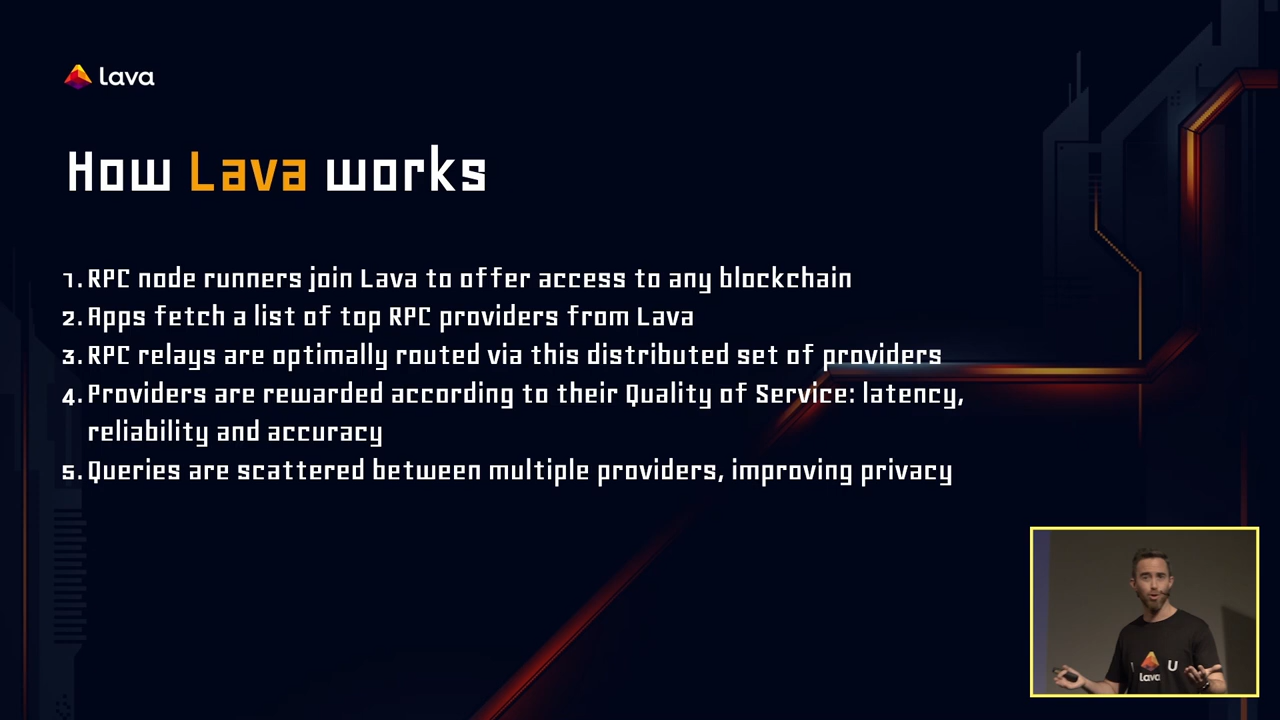 lava
How Lava works
1. RPC node runners join Lava to offer access to any blockchain
2. Apps fetch a list of top RPC providers from Lava
3. RPC relays are optimally routed via this distributed set of providers
4. Providers are rewarded according to their Quality of Service: latency,
reliability and accuracy
5. Queries are scattered between multiple providers, improving privacy
I U
lava